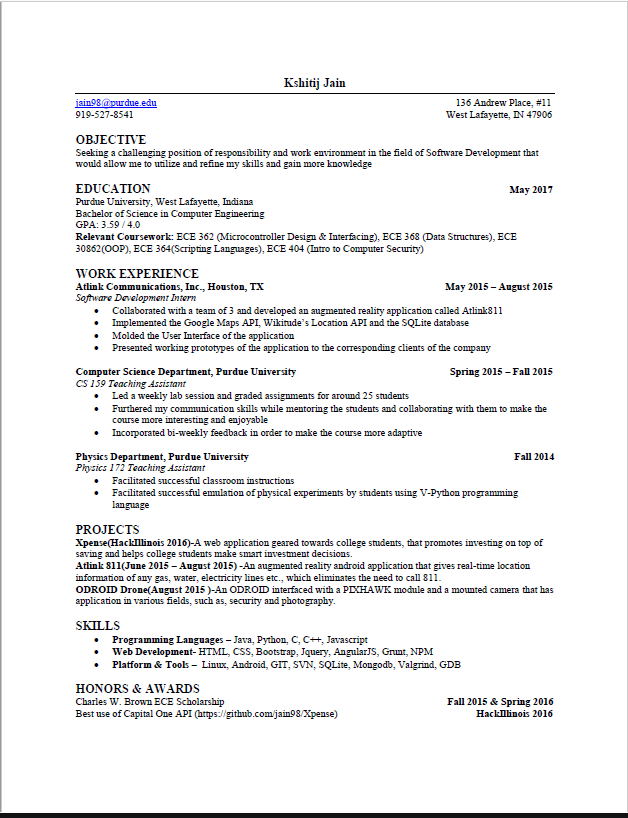 Kshitij Jain
jain98@purdue.edu 136 Andrew Place, #11
919-527-8541 West Lafayette, IN 47906
OBJECTIVE
Seeking a challenging position of responsibility and work environment in the field of Software Development that
would allow me to utilize and refine my skills and gain more knowledge
EDUCATION May 2017
Purdue University, West Lafayette, Indiana
Bachelor of Science in Computer Engineering
GPA: 3.59 / 4.0
Relevant Coursework: ECE 362 (Microcontroller Design & Interfacing), ECE 368 (Data Structures), ECE
30862(OOP), ECE 364(Scripting Languages), ECE 404 (Intro to Computer Security)
WORK EXPERIENCE
Atlink Communications, Inc., Houston, TX May 2015 – August 2015
Software Development Intern
• Collaborated with a team of 3 and developed an augmented reality application called Atlink811
• Implemented the Google Maps API, Wikitude's Location API and the SQLite database
• Molded the User Interface of the application
• Presented working prototypes of the application to the corresponding clients of the company
Computer Science Department, Purdue University Spring 2015 – Fall 2015
CS 159 Teaching Assistant
• Led a weekly lab session and graded assignments for around 25 students
• Furthered my communication skills while mentoring the students and collaborating with them to make the
course more interesting and enjoyable
• Incorporated bi-weekly feedback in order to make the course more adaptive
Physics Department, Purdue University Fall 2014
Physics 172 Teaching Assistant
• Facilitated successful classroom instructions
• Facilitated successful emulation of physical experiments by students using V-Python programming
language
PROJECTS
Xpense(HackIllinois 2016)-A web application geared towards college students, that promotes investing on top of
saving and helps college students make smart investment decisions.
Atlink 811(June 2015 – August 2015) -An augmented reality android application that gives real-time location
information of any gas, water, electricity lines etc., which eliminates the need to call 811.
ODROID Drone(August 2015 )-An ODROID interfaced with a PIXHAWK module and a mounted camera that has
application in various fields, such as, security and photography.
SKILLS
• Programming Languages – Java, Python, C, C++, Javascript
• Web Development- HTML, CSS, Bootstrap, Jquery, AngularJS, Grunt, NPM
• Platform & Tools – Linux, Android, GIT, SVN, SQLite, Mongodb, Valgrind, GDB
HONORS & AWARDS
Charles W. Brown ECE Scholarship Fall 2015 & Spring 2016
Best use of Capital One API (https://github.com/jain98/Xpense) HackIllinois 2016